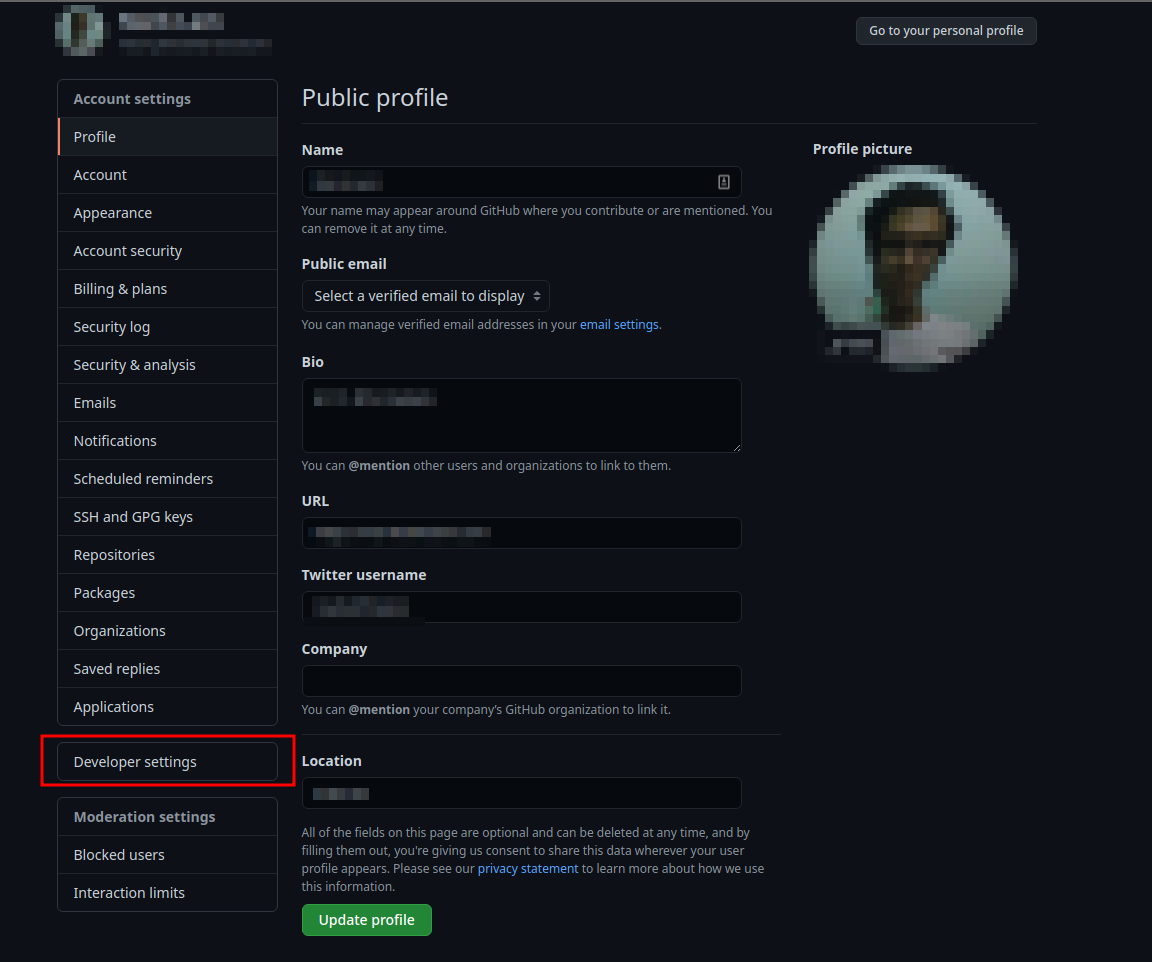 Go to your personal profile
Account settings
Profile
Account
Appearance
Account security
Billing & plans
Security log
Security & analysis
Emails
Notifications
Scheduled reminders
SSH and GPG keys
Repositories
Packages
Organizations
Saved replies
Applications
Developer settings
Moderation settings
Blocked users
Interaction limits
Public profile
Name
Your name may appear around GitHub where you contribute or are mentioned. You
can remove it at any time.
Public email
Select a verified email to display
You can manage verified email addresses in your email settings.
Bio
You can @mention other users and organizations to link to them.
URL
Twitter username
Company
You can @mention your company's GitHub organization to link it.
Location
All of the fields on this page are optional and can be deleted at any time, and by
filling them out, you're giving us consent to share this data wherever your user
profile appears. Please see our privacy statement to learn more about how we use
this information.
Update profile
Profile picture